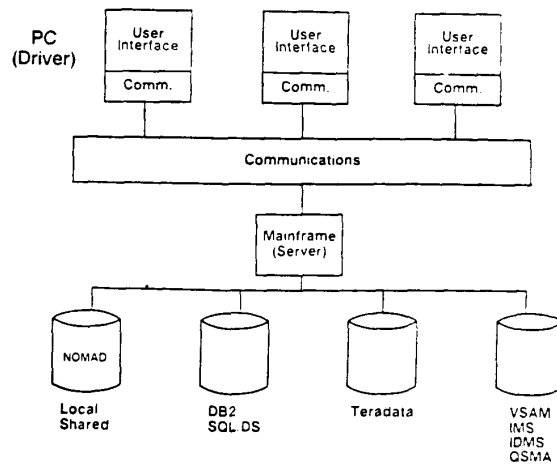 PC
(Driver)
User
Interface
Comm.
User
Interface
Comm.
User
Interface
Comm.
Communications
Mainframe
(Server)
NOMAD
Local
Shared
DB2
SQL.DS
Teradata
VSAM
IMS
IDMS
QSMA